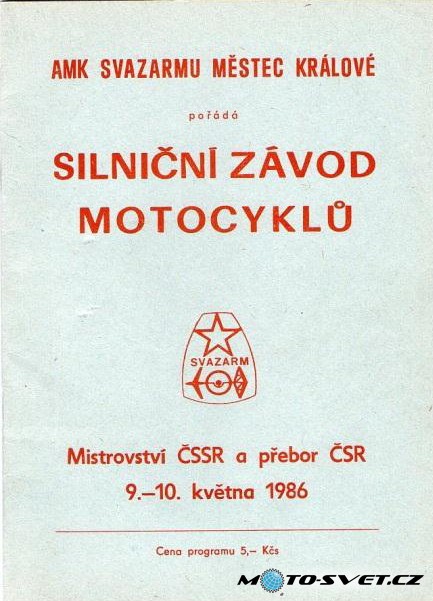 AMK SVAZARMU MĚSTEC KRÁLOVÉ
pořádá
SILNIČNÍ ZÁVOD
MOTOCYKLŮ
SVAZARM
Mistrovství ČSSR a přebor ČSR
9.—10. května 1986
Cena programu 5,— Kčs
MOTO-SVET.CZ